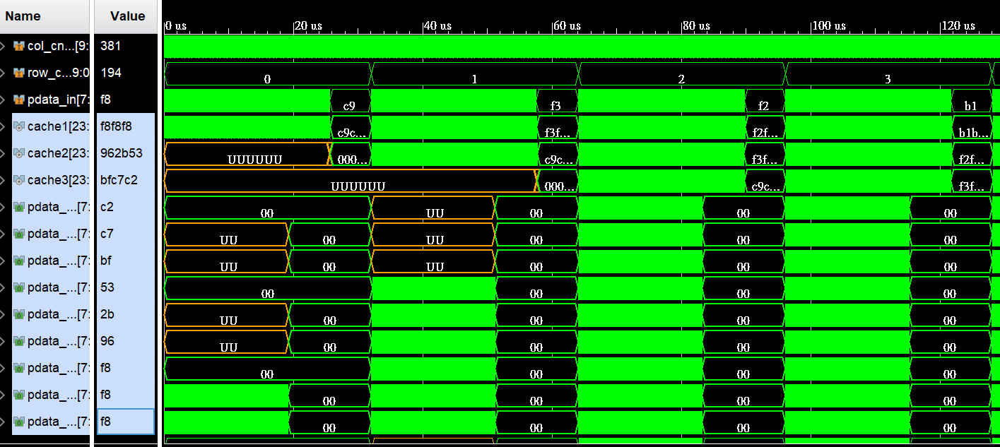 Name Value
0 us 20 us 40 us 60 us 80 us 100 us 120 us
col_cn...[9: 381
row_c...9:0 194 0 1 2 3
pdata_in[7: f8 c9 f3 f2 b1
cache1[23: f8f8f8 c9c... f3f... f2f... b1b...
cache2[23: 962b53 UUUUUU 000... c9c... f3f... f2f...
cache3[23: bfc7c2 UUUUUU 000... c9c... f3f...
pdata_...[7: c2 00 UU 00 00 00
pdata_...[7: c7 UU 00 UU 00 00 00
pdata_...[7: bf UU 00 UU 00 00 00
pdata_...[7: 53 00 00 00 00
pdata_...[7: 2b UU 00 00 00 00
pdata_...[7: 96 UU 00 00 00 00
pdata_...[7: f8 00 00 00 00
pdata_...[7: f8 00 00 00 00
pdata_...[7: f8 00 00 00 00